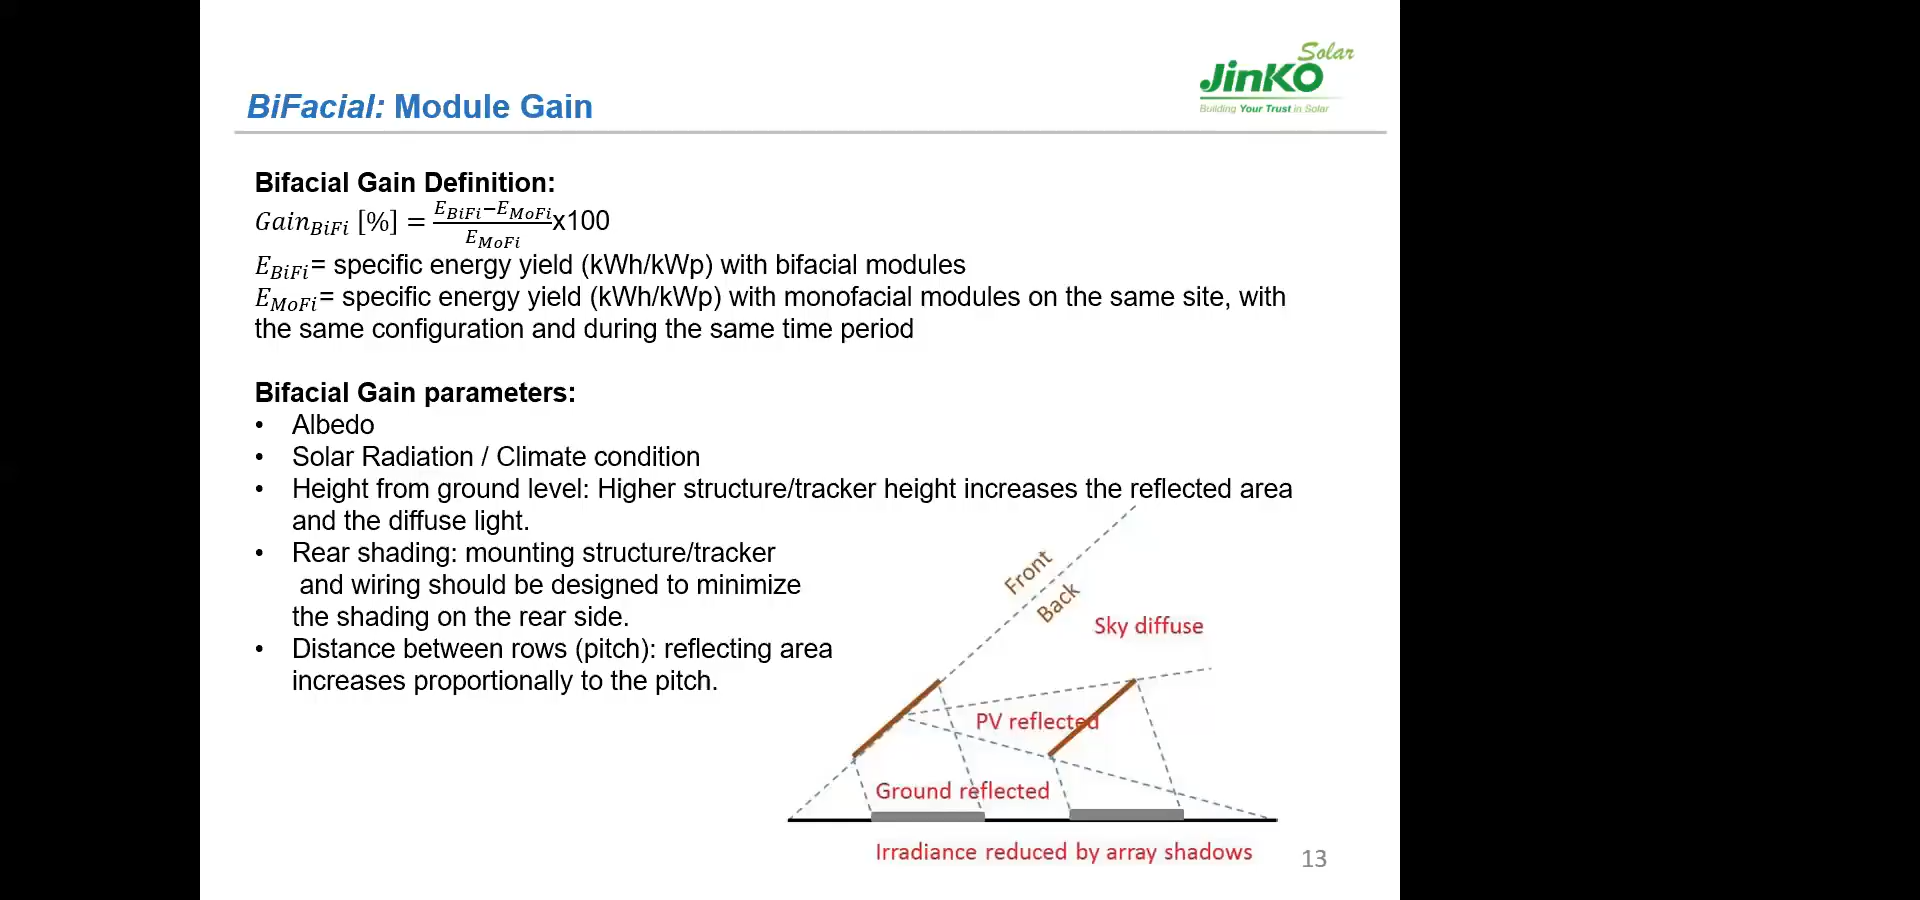 Solar
JinKO
Building Your Trust in Solar
BiFacial: Module Gain
Bifacial Gain Definition:
Gain_BiFi [%] = (E_BiFi−E_MoFi)/E_MoFi x100
E_BiFi= specific energy yield (kWh/kWp) with bifacial modules
E_MoFi= specific energy yield (kWh/kWp) with monofacial modules on the same site, with
the same configuration and during the same time period
Bifacial Gain parameters:
• Albedo
• Solar Radiation / Climate condition
• Height from ground level: Higher structure/tracker height increases the reflected area
and the diffuse light.
• Rear shading: mounting structure/tracker
and wiring should be designed to minimize
the shading on the rear side.
• Distance between rows (pitch): reflecting area
increases proportionally to the pitch.
Front
Back
Sky diffuse
PV reflected
Ground reflected
Irradiance reduced by array shadows
13